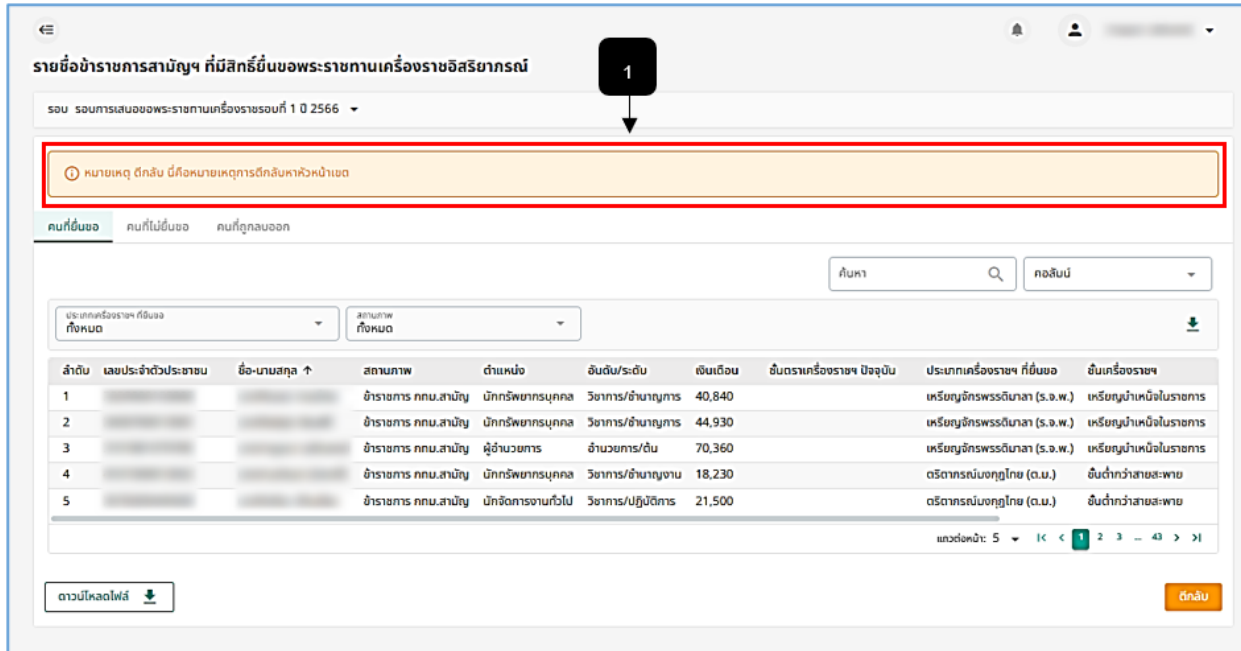 รายชื่อข้าราชการสามัญฯ ที่มีสิทธิ์ยื่นขอพระราชทานเครื่องราชอิสริยาภรณ์
1
รอบ รอบการเสนอขอพระราชทานเครื่องราชรอบที่ 1 ปี 2566
หมายเหตุ ตีกลับ นี่คือหมายเหตุการตีกลับหาหัวหน้าเขต
คนที่ยื่นขอ คนที่ไม่ยื่นขอ คนที่ถูกลบออก
ค้นหา คอลัมน์
ประเภทเครื่องราชฯ ที่ยื่นขอ สถานภาพ
ทั้งหมด ทั้งหมด
ลำดับ เลขประจำตัวประชาชน ชื่อ-นามสกุล สถานภาพ ตำแหน่ง อันดับ/ระดับ เงินเดือน ชั้นตราเครื่องราชฯ ปัจจุบัน ประเภทเครื่องราชฯ ที่ยื่นขอ ชั้นเครื่องราชฯ
1 ข้าราชการ กทม.สามัญ นักทรัพยากรบุคคล วิชาการ/ชำนาญการ 40,840 เหรียญจักรพรรดิมาลา (ร.จ.พ.) เหรียญบำเหน็จในราชการ
2 ข้าราชการ กทม.สามัญ นักทรัพยากรบุคคล วิชาการ/ชำนาญการ 44,930 เหรียญจักรพรรดิมาลา (ร.จ.พ.) เหรียญบำเหน็จในราชการ
3 ข้าราชการ กทม.สามัญ ผู้อำนวยการ อำนวยการ/ต้น 70,360 เหรียญจักรพรรดิมาลา (ร.จ.พ.) เหรียญบำเหน็จในราชการ
4 ข้าราชการ กทม.สามัญ นักทรัพยากรบุคคล วิชาการ/ชำนาญงาน 18,230 ตริตาภรณ์มงกุฎไทย (ต.ม.) ชั้นต่ำกว่าสายสะพาย
5 ข้าราชการ กทม.สามัญ นักจัดการงานทั่วไป วิชาการ/ปฏิบัติการ 21,500 ตริตาภรณ์มงกุฎไทย (ต.ม.) ชั้นต่ำกว่าสายสะพาย
แถวต่อหน้า: 5 1 2 3 ... 43
ดาวน์โหลดไฟล์ ตีกลับ